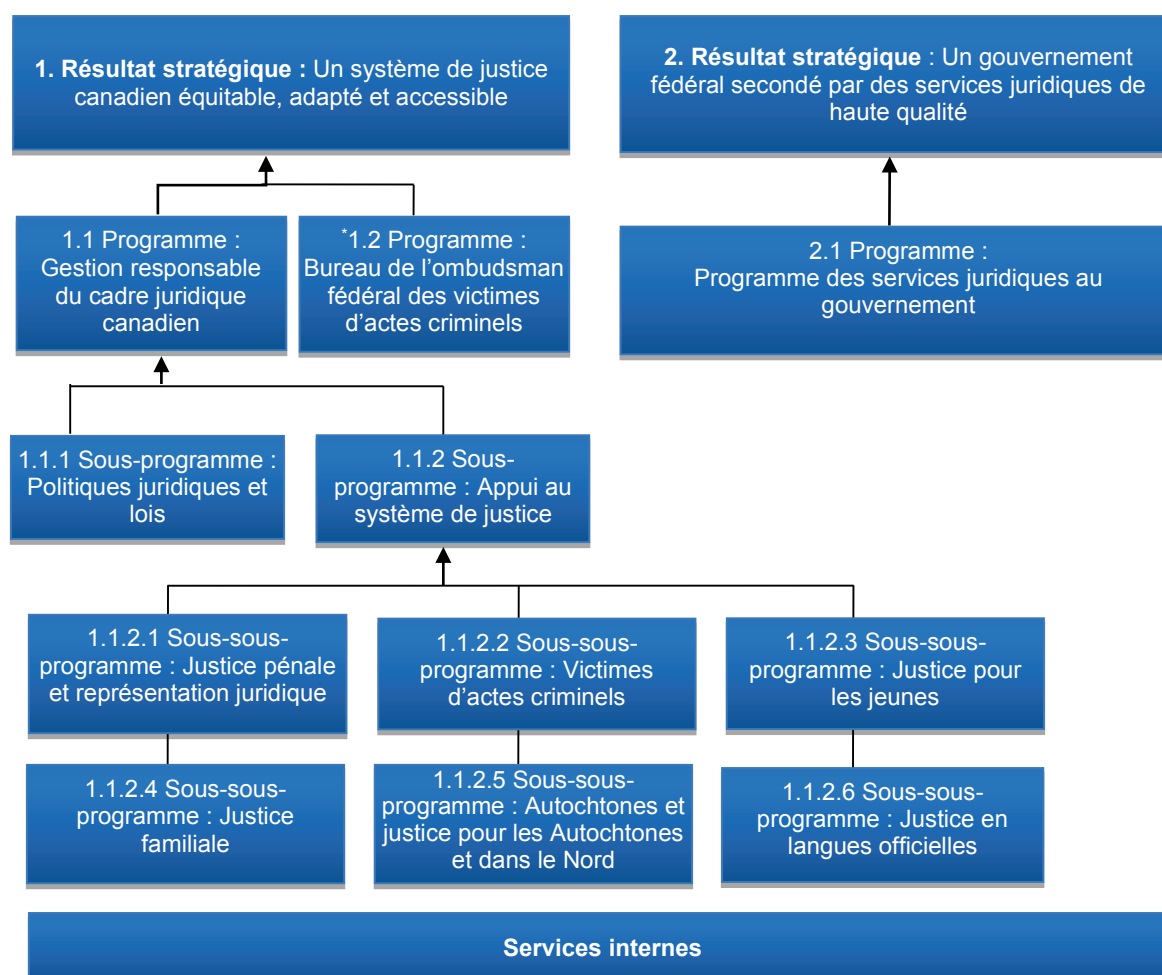 1. Résultat stratégique : Un système de justice
canadien équitable, adapté et accessible
2. Résultat stratégique : Un gouvernement
fédéral secondé par des services juridiques de
haute qualité
1.1 Programme :
Gestion responsable
du cadre juridique
canadien
*1.2 Programme :
Bureau de l’ombudsman
fédéral des victimes
d’actes criminels
2.1 Programme :
Programme des services juridiques au
gouvernement
1.1.1 Sous-programme :
Politiques juridiques et
lois
1.1.2 Sous-
programme : Appui au
système de justice
1.1.2.1 Sous-sous-
programme : Justice pénale
et représentation juridique
1.1.2.2 Sous-sous-
programme : Victimes
d’actes criminels
1.1.2.3 Sous-sous-
programme : Justice pour
les jeunes
1.1.2.4 Sous-sous-
programme : Justice
familiale
1.1.2.5 Sous-sous-
programme : Autochtones et
justice pour les Autochtones
et dans le Nord
1.1.2.6 Sous-sous-
programme : Justice en
langues officielles
Services internes